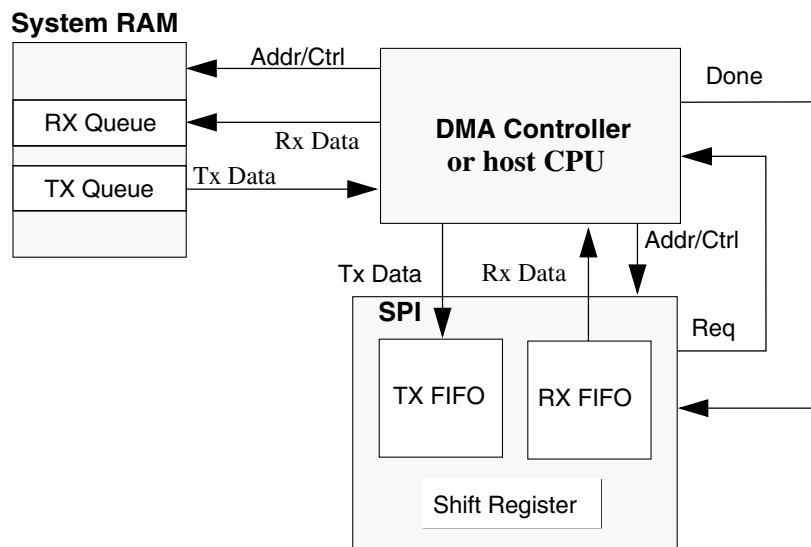 System RAM
Addr/Ctrl
Done
RX Queue
Rx Data
DMA Controller
or host CPU
TX Queue
Tx Data
Addr/Ctrl
Tx Data
Rx Data
SPI
Req
TX FIFO
RX FIFO
Shift Register